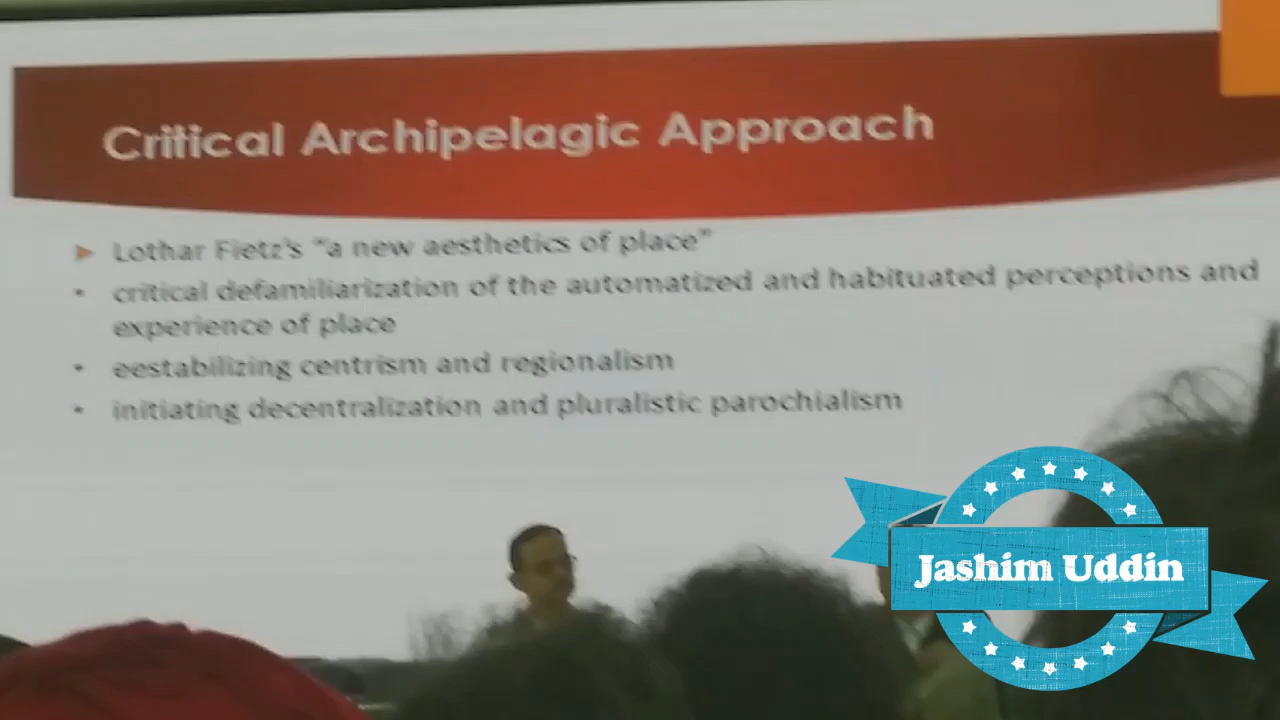 Critical Archipelagic Approach
Lothar Fietz's "a new aesthetics of place"
critical defamiliarization of the automatized and habituated perceptions and
experience of place
eestabilizing centrism and regionalism
initiating decentralization and pluralistic parochialism
Jashim Uddin